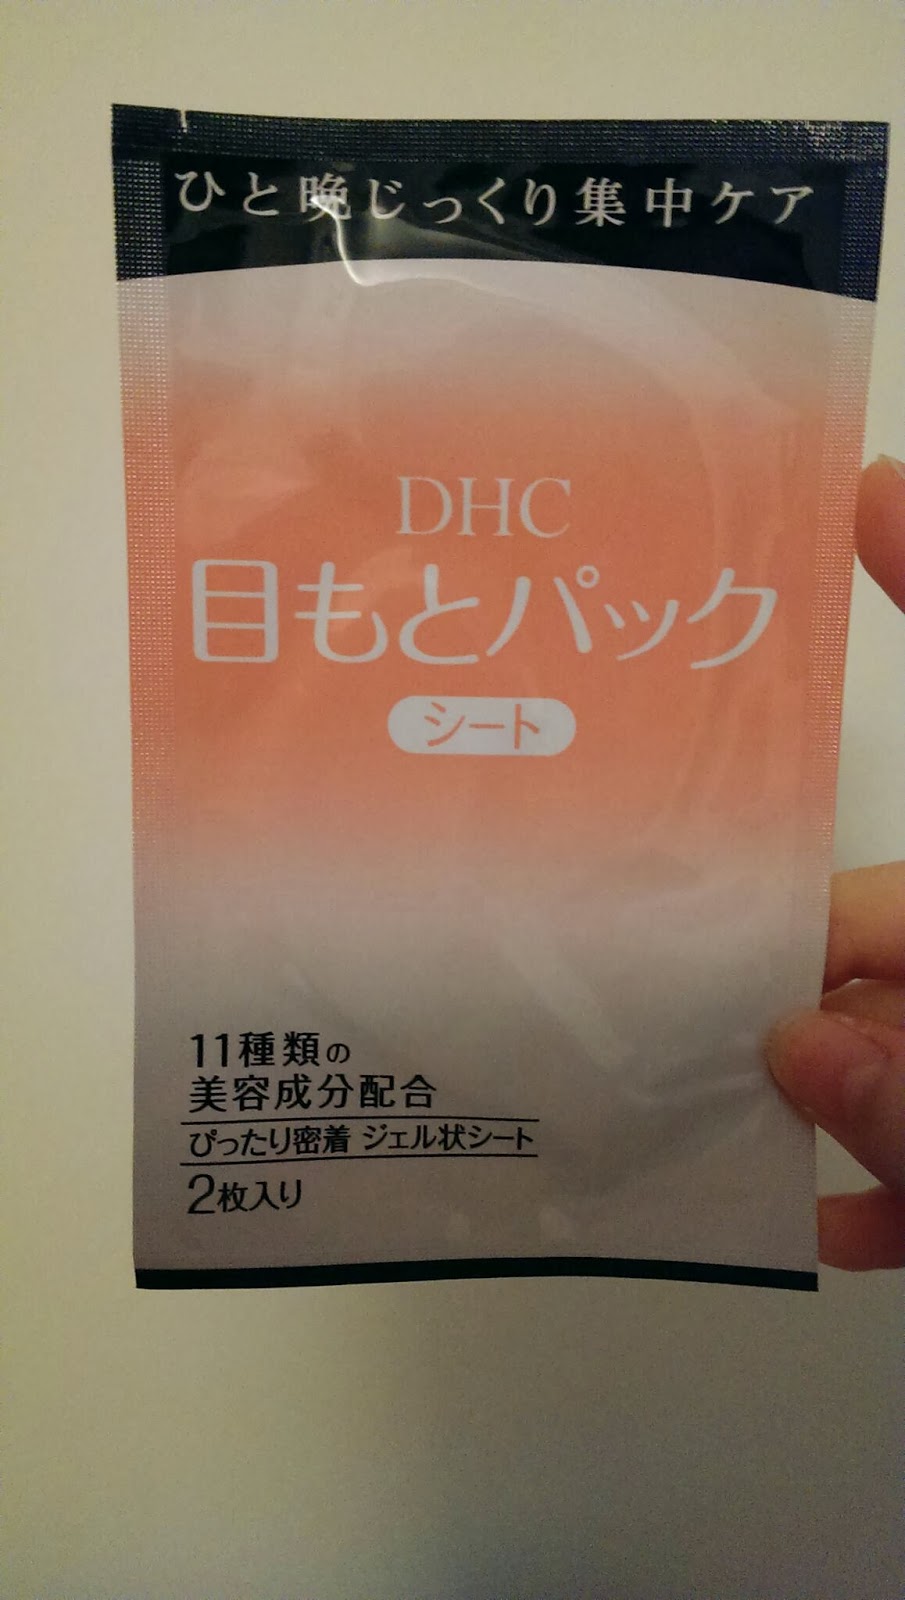 ひと晩じっくり集中ケア
DHC
目もとパック
シート
11種類の
美容成分配合
ぴったり密着 ジェル状シート
2枚入り